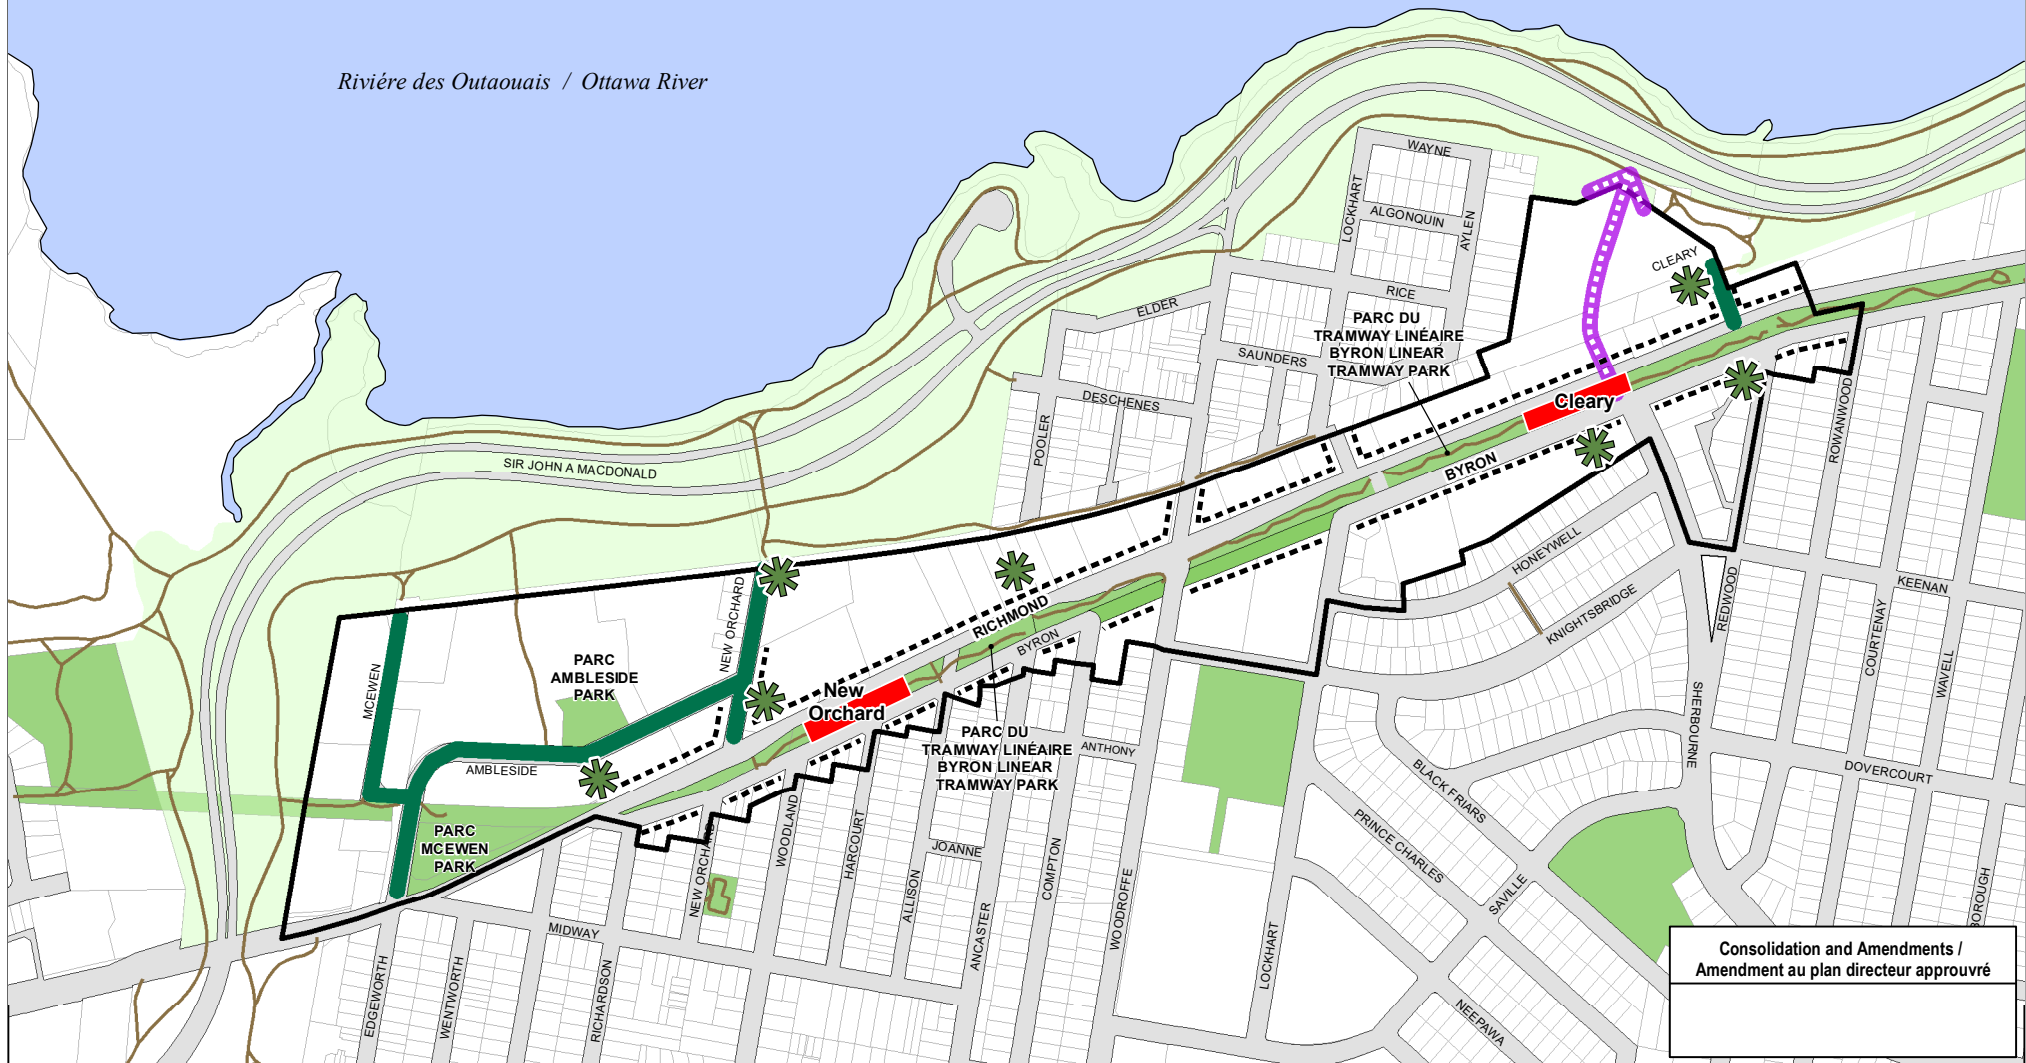 Riviére des Outaouais / Ottawa River
WAYNE
LOCKHART
ALGONQUIN
AYLEN
CLEARY
RICE
ELDER
PARC DU
TRAMWAY LINÉAIRE
BYRON LINEAR
TRAMWAY PARK
SAUNDERS
DESCHENES
POOLER
Cleary
ROWANWOOD
SIR JOHN A MACDONALD
BYRON
HONEYWELL
KEENAN
REDWOOD
KNIGHTSBRIDGE
COURTENAY
WAVELL
RICHMOND
BYRON
NEW ORCHARD
MCEWEN
PARC
AMBLESIDE
PARK
New
Orchard
SHERBOURNE
PARC DU
TRAMWAY LINÉAIRE
BYRON LINEAR
TRAMWAY PARK
ANTHONY
AMBLESIDE
DOVERCOURT
BLACK FRIARS
PRINCE CHARLES
PARC
MCEWEN
PARK
WOODLAND
HARCOURT
JOANNE
NEW ORCHARD
ALLISON
COMPTON
WOODROFFE
SAVILLE
ANCASTER
MIDWAY
LOCKHART
BOROUGH
EDGEWORTH
WENTWORTH
RICHARDSON
NEEPAWA
Consolidation and Amendments /
Amendment au plan directeur approuvré